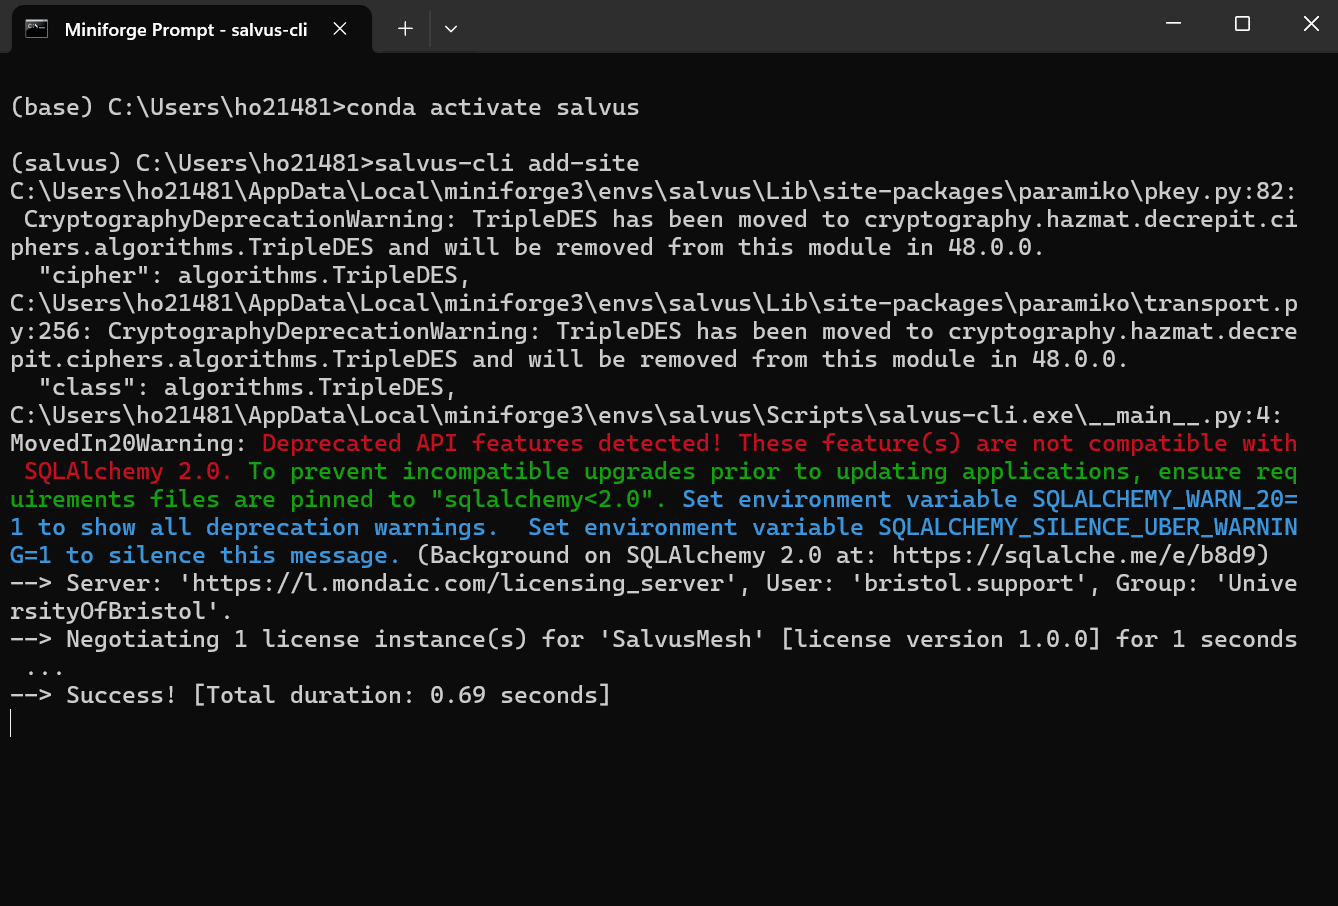 Miniforge Prompt - salvus-cli
(base) C:\Users\ho21481>conda activate salvus
(salvus) C:\Users\ho21481>salvus-cli add-site
C:\Users\ho21481\AppData\Local\miniforge3\envs\salvus\Lib\site-packages\paramiko\pkey.py:82:
 CryptographyDeprecationWarning: TripleDES has been moved to cryptography.hazmat.decrepit.ci
phers.algorithms.TripleDES and will be removed from this module in 48.0.0.
  "cipher": algorithms.TripleDES,
C:\Users\ho21481\AppData\Local\miniforge3\envs\salvus\Lib\site-packages\paramiko\transport.p
y:256: CryptographyDeprecationWarning: TripleDES has been moved to cryptography.hazmat.decre
pit.ciphers.algorithms.TripleDES and will be removed from this module in 48.0.0.
  "class": algorithms.TripleDES,
C:\Users\ho21481\AppData\Local\miniforge3\envs\salvus\Scripts\salvus-cli.exe\__main__.py:4:
MovedIn20Warning: Deprecated API features detected! These feature(s) are not compatible with
 SQLAlchemy 2.0. To prevent incompatible upgrades prior to updating applications, ensure req
uirements files are pinned to "sqlalchemy<2.0". Set environment variable SQLALCHEMY_WARN_20=
1 to show all deprecation warnings.  Set environment variable SQLALCHEMY_SILENCE_UBER_WARNIN
G=1 to silence this message. (Background on SQLAlchemy 2.0 at: https://sqlalche.me/e/b8d9)
--> Server: 'https://l.mondaic.com/licensing_server', User: 'bristol.support', Group: 'Unive
rsityOfBristol'.
--> Negotiating 1 license instance(s) for 'SalvusMesh' [license version 1.0.0] for 1 seconds
 ...
--> Success! [Total duration: 0.69 seconds]